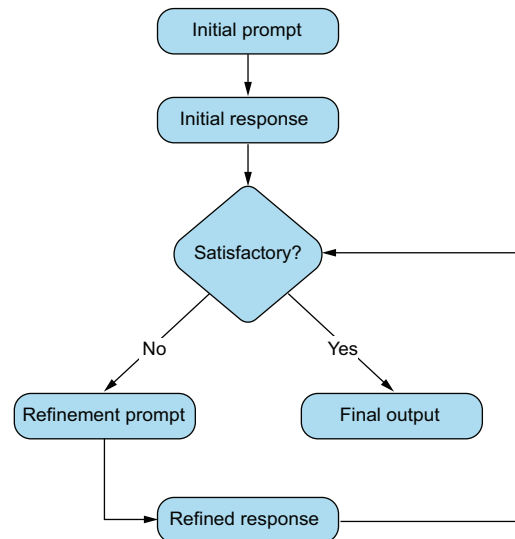 Initial prompt
Initial response
Satisfactory?
No
Yes
Refinement prompt
Final output
Refined response